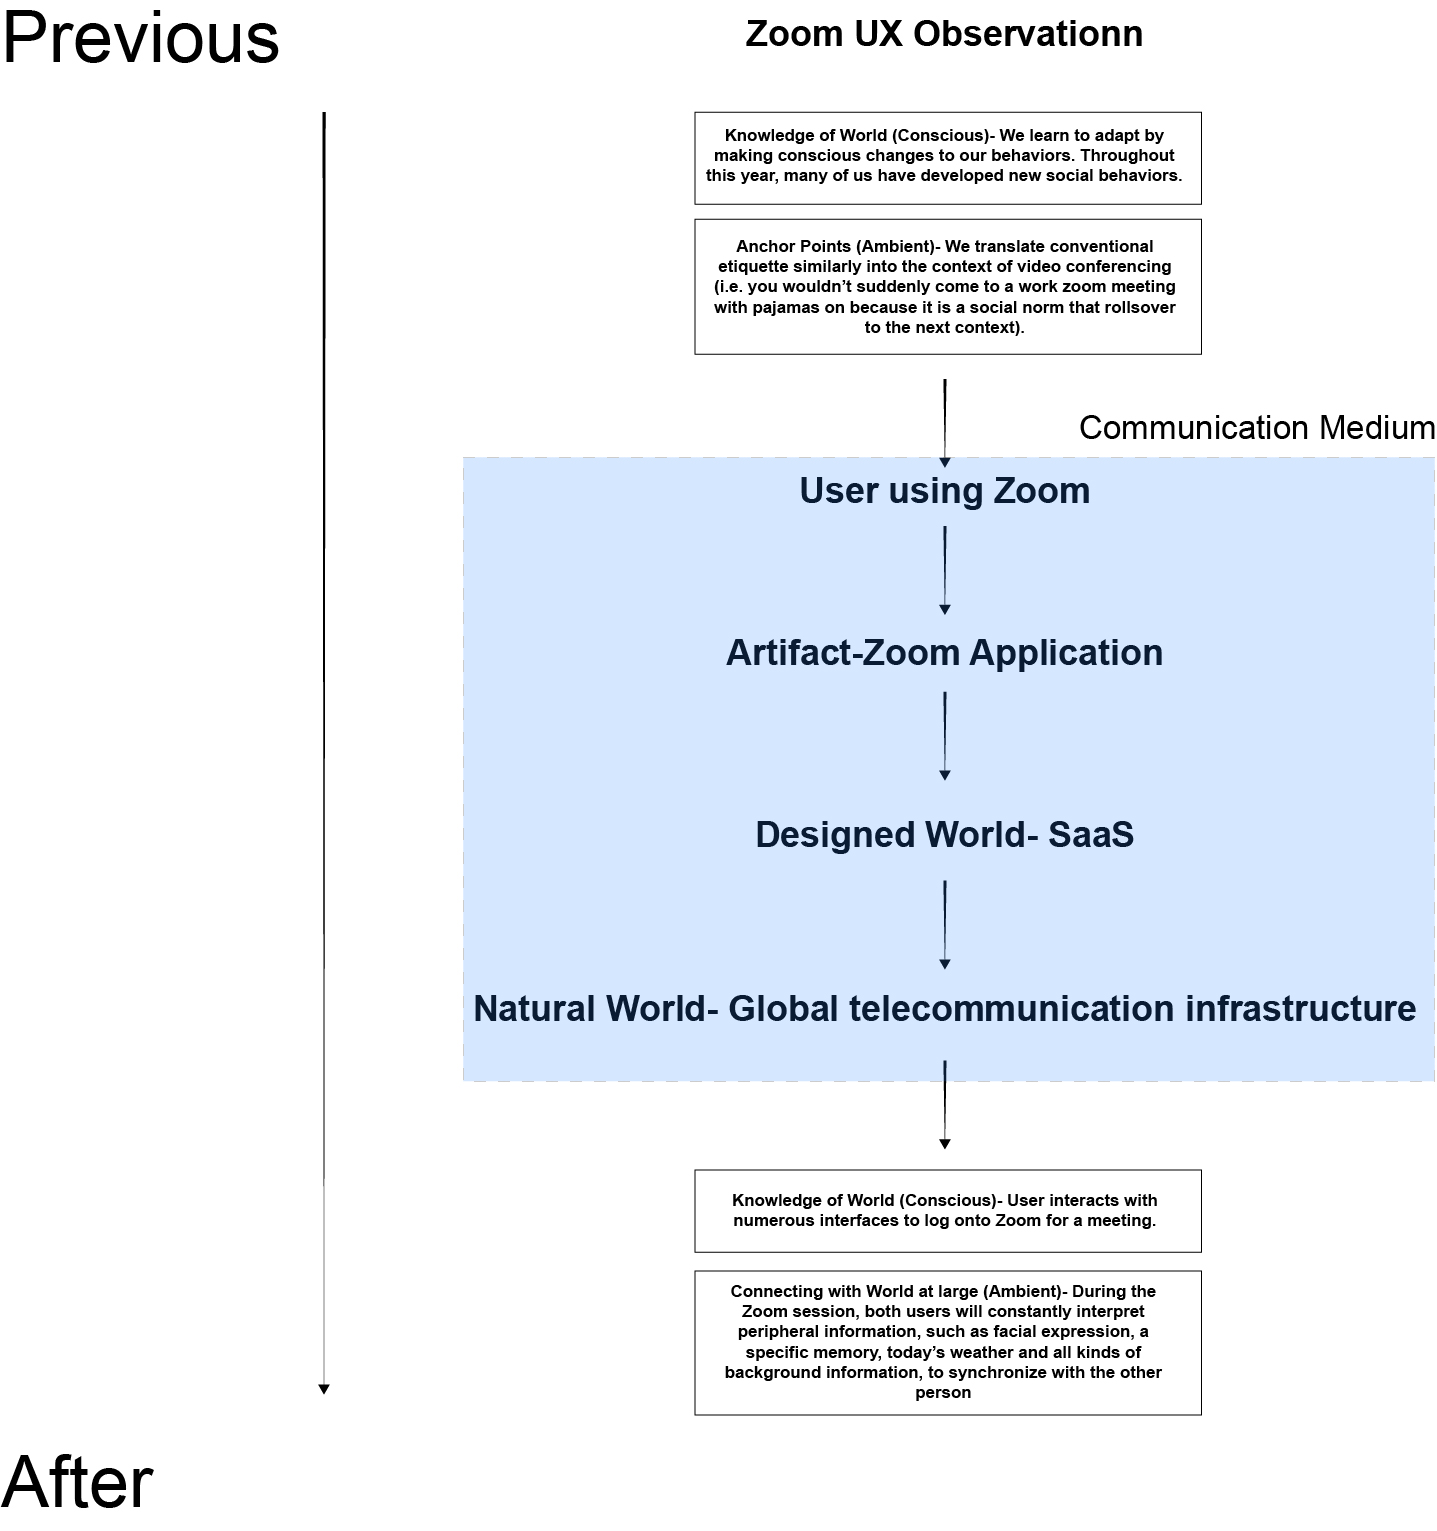 Previous
Zoom UX Observationn
Knowledge of World (Conscious)- We learn to adapt by
making conscious changes to our behaviors. Throughout
this year, many of us have developed new social behaviors.
Anchor Points (Ambient)- We translate conventional
etiquette similarly into the context of video conferencing
(i.e. you wouldn’t suddenly come to a work zoom meeting
with pajamas on because it is a social norm that rollsover
to the next context).
Communication Medium
User using Zoom
Artifact-Zoom Application
Designed World- SaaS
Natural World- Global telecommunication infrastructure
Knowledge of World (Conscious)- User interacts with
numerous interfaces to log onto Zoom for a meeting.
Connecting with World at large (Ambient)- During the
Zoom session, both users will constantly interpret
peripheral information, such as facial expression, a
specific memory, today’s weather and all kinds of
background information, to synchronize with the other
person
After